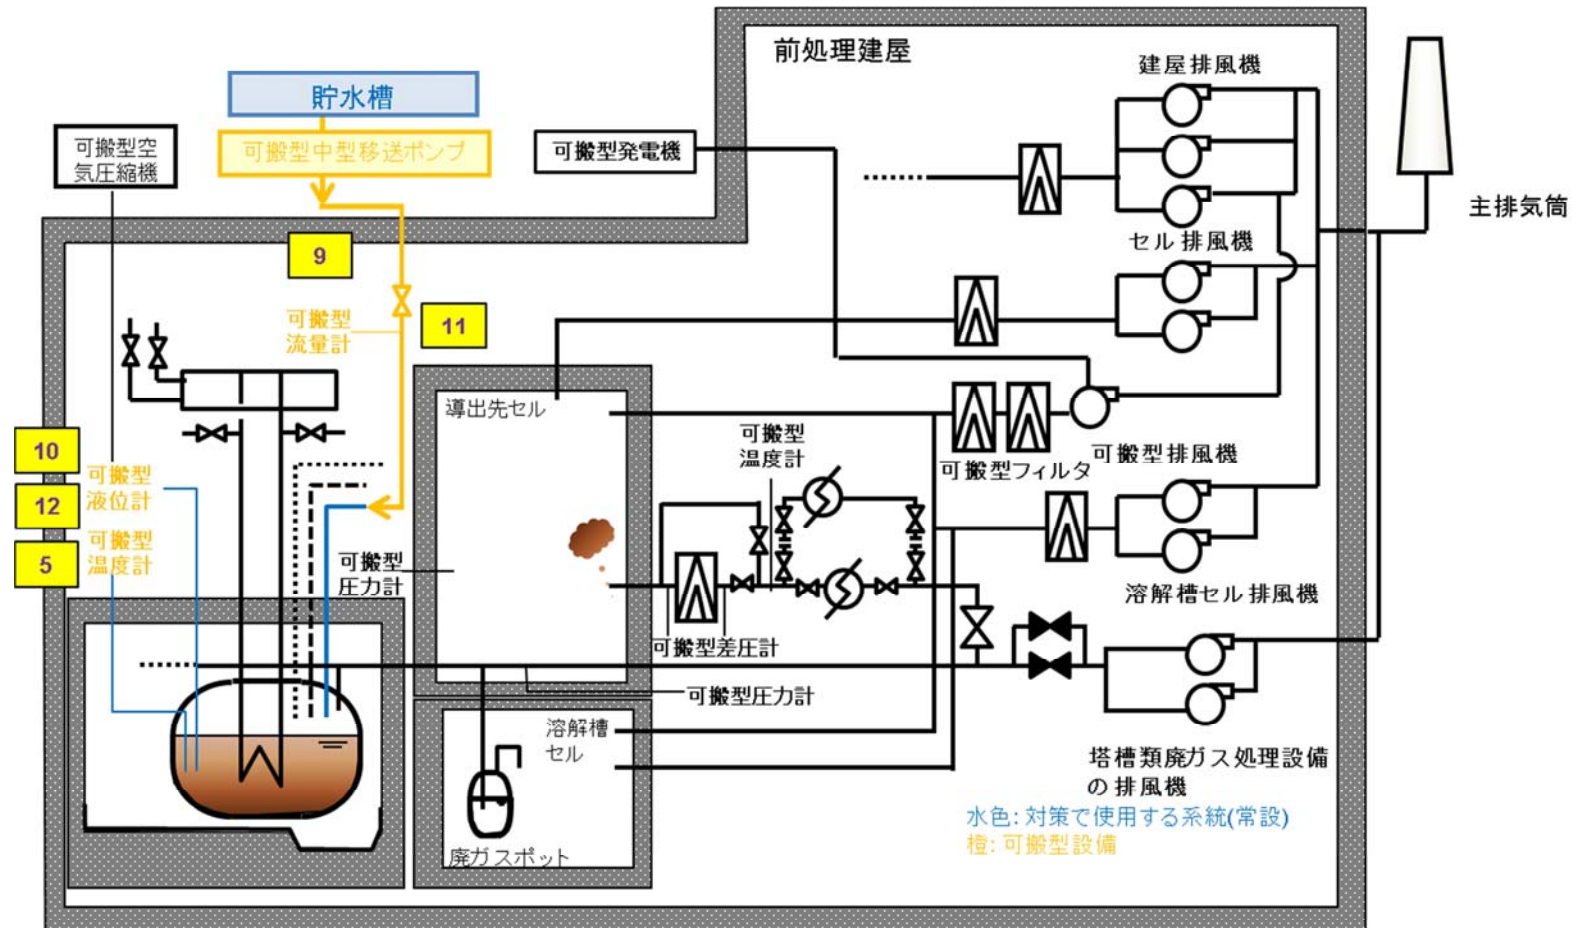 前処理建屋
建屋排風機
貯水槽
可搬型空
気圧縮機
可搬型中型移送ポンプ
可搬型発電機
主排気筒
セル排風機
9
可搬型
流量計
11
導出先セル
可搬型
温度計
可搬型フィルタ
可搬型排風機
10
可搬型
液位計
12
可搬型
温度計
5
可搬型
圧力計
溶解槽セル排風機
可搬型差圧計
可搬型圧力計
溶解槽
セル
塔槽類廃ガス処理設備
の排風機
水色:対策で使用する系統(常設)
橙:可搬型設備
廃ガスポット